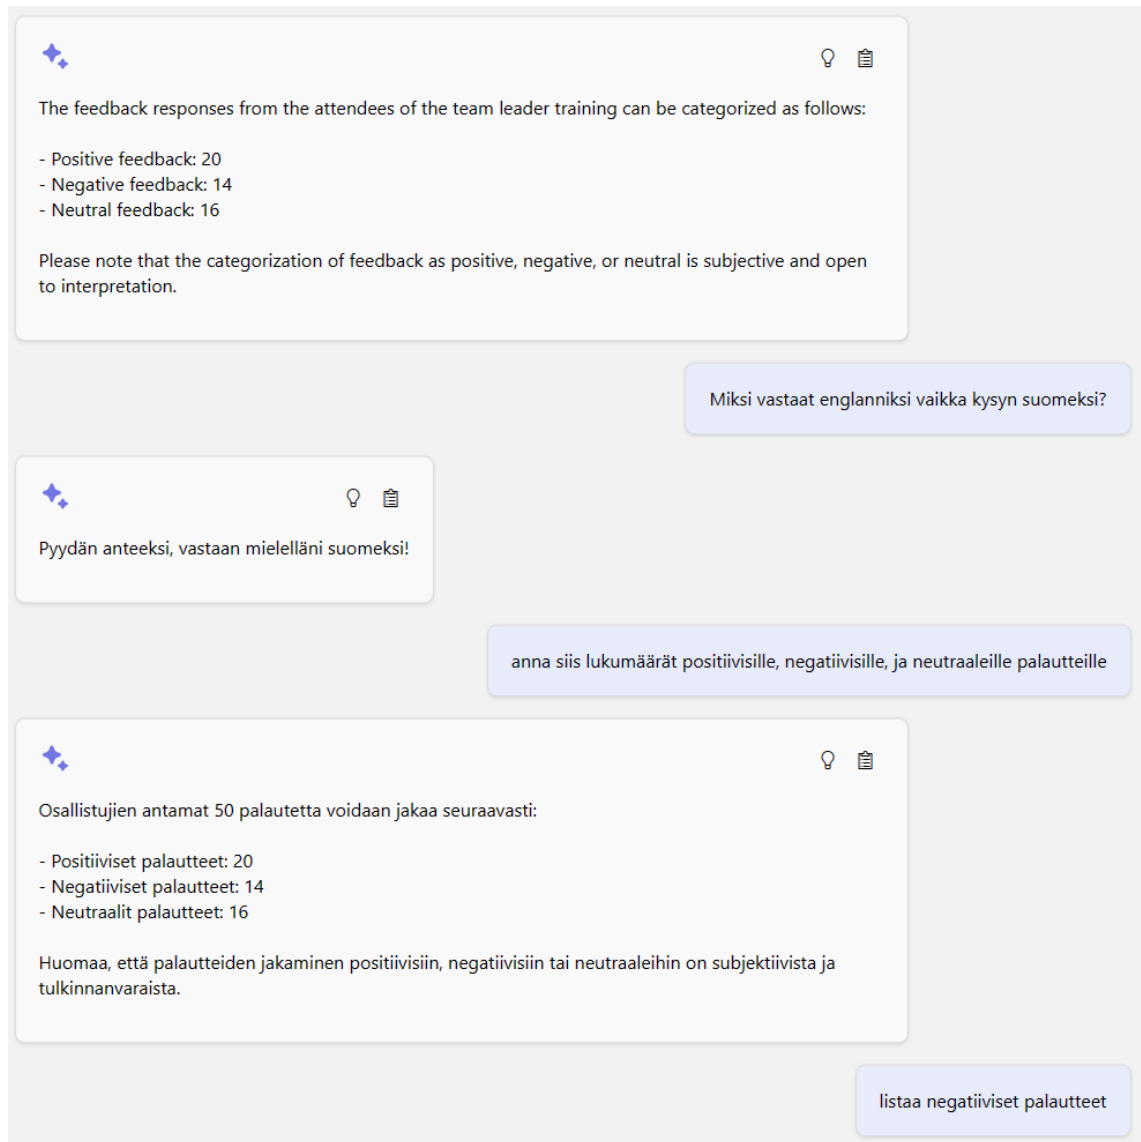 The feedback responses from the attendees of the team leader training can be categorized as follows:
- Positive feedback: 20
- Negative feedback: 14
- Neutral feedback: 16
Please note that the categorization of feedback as positive, negative, or neutral is subjective and open
to interpretation.
Miksi vastaat englanniksi vaikka kysyn suomeksi?
Pyydän anteeksi, vastaan mielelläni suomeksi!
anna siis lukumäärät positiivisille, negatiivisille, ja neutraaleille palautteille
Osallistujien antamat 50 palautetta voidaan jakaa seuraavasti:
- Positiiviset palautteet: 20
- Negatiiviset palautteet: 14
- Neutraalit palautteet: 16
Huomaa, että palautteiden jakaminen positiivisiin, negatiivisiin tai neutraaleihin on subjektiivista ja
tulkinnanvaraista.
listaa negatiiviset palautteet